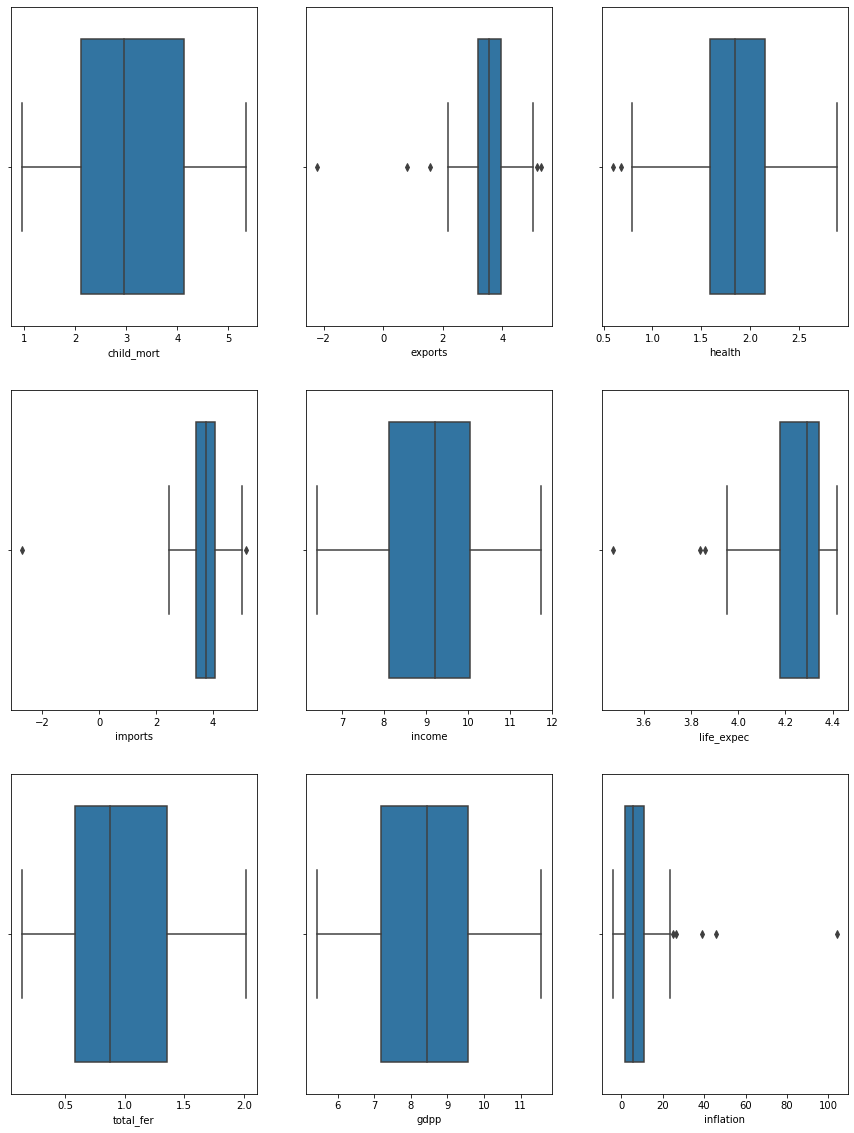 1 2 3 4 5
child_mort
−2 0 2 4
exports
0.5 1.0 1.5 2.0 2.5
health
−2 0 2 4
imports
7 8 9 10 11 12
income
3.6 3.8 4.0 4.2 4.4
life_expec
0.5 1.0 1.5 2.0
total_fer
6 7 8 9 10 11
gdpp
0 20 40 60 80 100
inflation